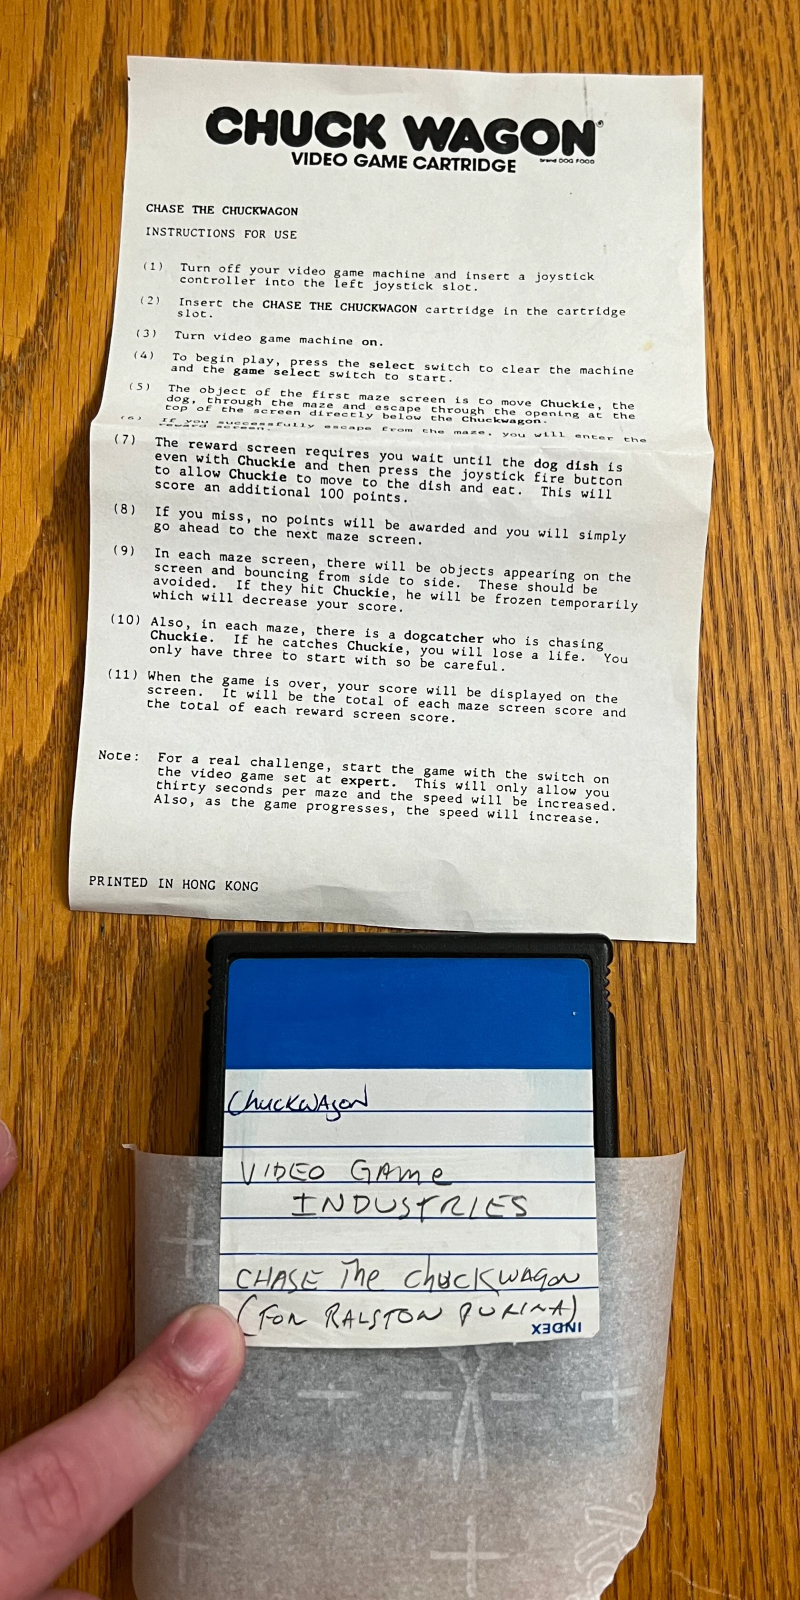 CHUCK WAGON®
brand DOG FOOD
VIDEO GAME CARTRIDGE
CHASE THE CHUCKWAGON
INSTRUCTIONS FOR USE
(1) Turn off your video game machine and insert a joystick
controller into the left joystick slot.
(2) Insert the CHASE THE CHUCKWAGON cartridge in the cartridge
slot.
(3) Turn video game machine on.
(4) To begin play, press the select switch to clear the machine
and the game select switch to start.
(5) The object of the first maze screen is to move Chuckie, the
dog, through the maze and escape through the opening at the
top of the screen directly below the Chuckwagon.
(6) If you successfully escape from the maze, you will enter the
reward screen.
(7) The reward screen requires you wait until the dog dish is
even with Chuckie and then press the joystick fire button
to allow Chuckie to move to the dish and eat. This will
score an additional 100 points.
(8) If you miss, no points will be awarded and you will simply
go ahead to the next maze screen.
(9) In each maze screen, there will be objects appearing on the
screen and bouncing from side to side. These should be
avoided. If they hit Chuckie, he will be frozen temporarily
which will decrease your score.
(10) Also, in each maze, there is a dogcatcher who is chasing
Chuckie. If he catches Chuckie, you will lose a life. You
only have three to start with so be careful.
(11) When the game is over, your score will be displayed on the
screen. It will be the total of each maze screen score and
the total of each reward screen score.
Note: For a real challenge, start the game with the switch on
the video game set at expert. This will only allow you
thirty seconds per maze and the speed will be increased.
Also, as the game progresses, the speed will increase.
PRINTED IN HONG KONG
ChuckWAgon
VIDEO GAMe
INDUSTRIES
CHASE The ChUCKWAGON
(FOR RALSTON PURINA)
INDEX